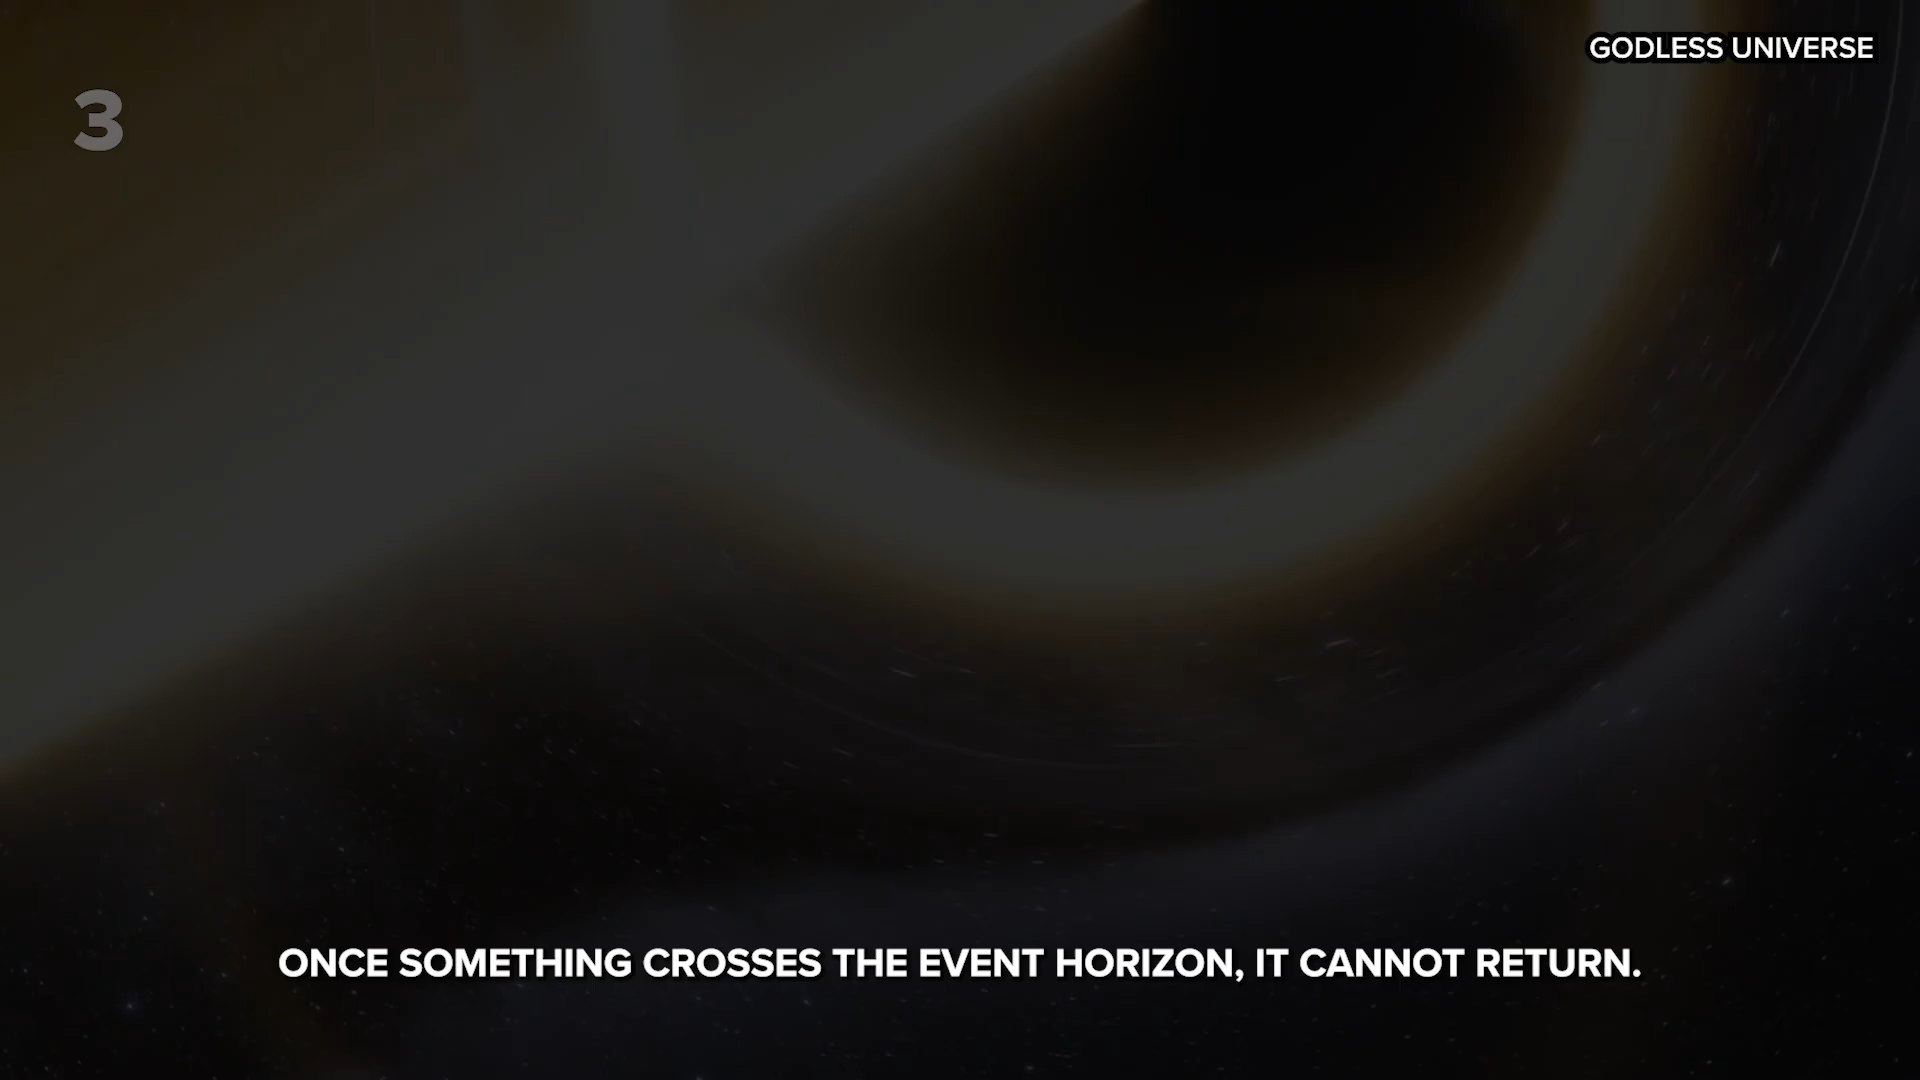 GODLESS UNIVERSE
3
ONCE SOMETHING CROSSES THE EVENT HORIZON, IT CANNOT RETURN.